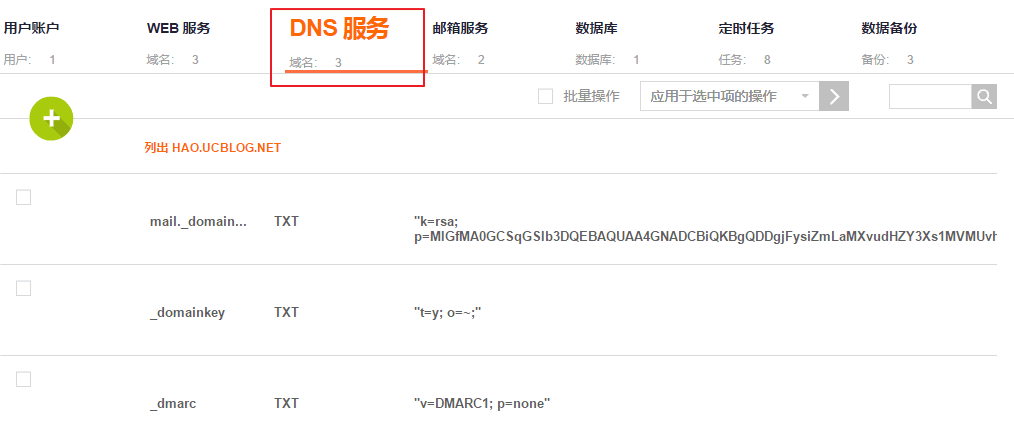 用户账户 WEB 服务 DNS 服务 邮箱服务 数据库 定时任务 数据备份
用户: 1 域名: 3 域名: 3 域名: 2 数据库: 1 任务: 8 备份: 3
批量操作 应用于选中项的操作
列出 HAO.UCBLOG.NET
mail._domain... TXT "k=rsa;
p=MIGfMA0GCSqGSIb3DQEBAQUAA4GNADCBiQKBgQDDgjFysiZmLaMXvudHZY3Xs1MVMUvh
_domainkey TXT "t=y; o=~;"
_dmarc TXT "v=DMARC1; p=none"